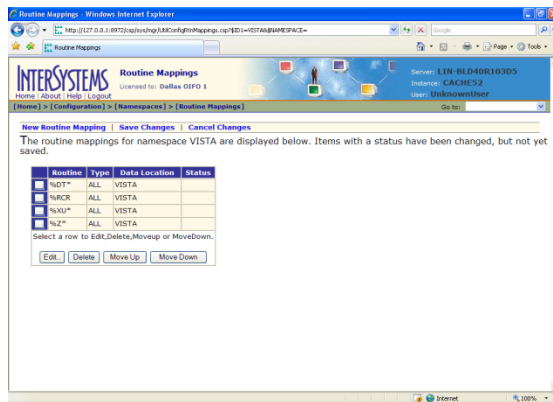 Routine Mappings - Windows Internet Explorer
http://127.0.0.1:8972/csp/sys/mgr/UtilConfigRtnMappings.csp?$ID1=VISTA&$NAMESPACE=
Google
Routine Mappings
Page
Tools
INTERSYSTEMS
Home | About | Help | Logout
Routine Mappings
Licensed to: Dallas OIFO 1
Server: LIN-BLD40R103D5
Instance: CACHE52
User: UnknownUser
[Home] > [Configuration] > [Namespaces] > [Routine Mappings]
Go to:
New Routine Mapping | Save Changes | Cancel Changes
The routine mappings for namespace VISTA are displayed below. Items with a status have been changed, but not yet
saved.
Routine Type Data Location Status
%DT* ALL VISTA
%RCR ALL VISTA
%XU* ALL VISTA
%Z* ALL VISTA
Select a row to Edit,Delete,Moveup or MoveDown.
Edit.. Delete Move Up Move Down
Internet
100%